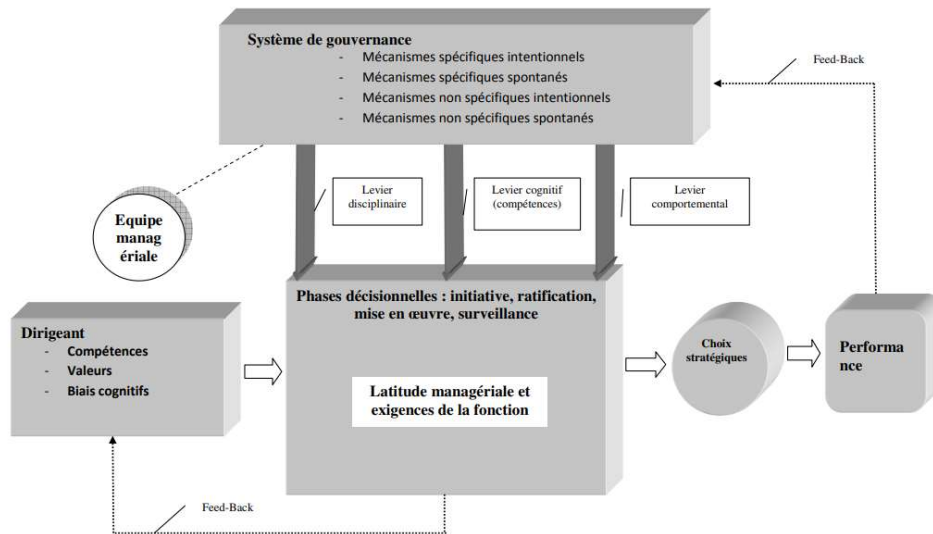 Système de gouvernance
- Mécanismes spécifiques intentionnels
- Mécanismes spécifiques spontanés
- Mécanismes non spécifiques intentionnels
- Mécanismes non spécifiques spontanés
Feed-Back
Levier
disciplinaire
Levier cognitif
(compétences)
Levier
comportemental
Equipe
manag
ériale
Phases décisionnelles : initiative, ratification,
mise en œuvre, surveillance
Dirigeant
- Compétences
- Valeurs
- Biais cognitifs
Latitude managériale et
exigences de la fonction
Choix
stratégiques
Performa
nce
Feed-Back